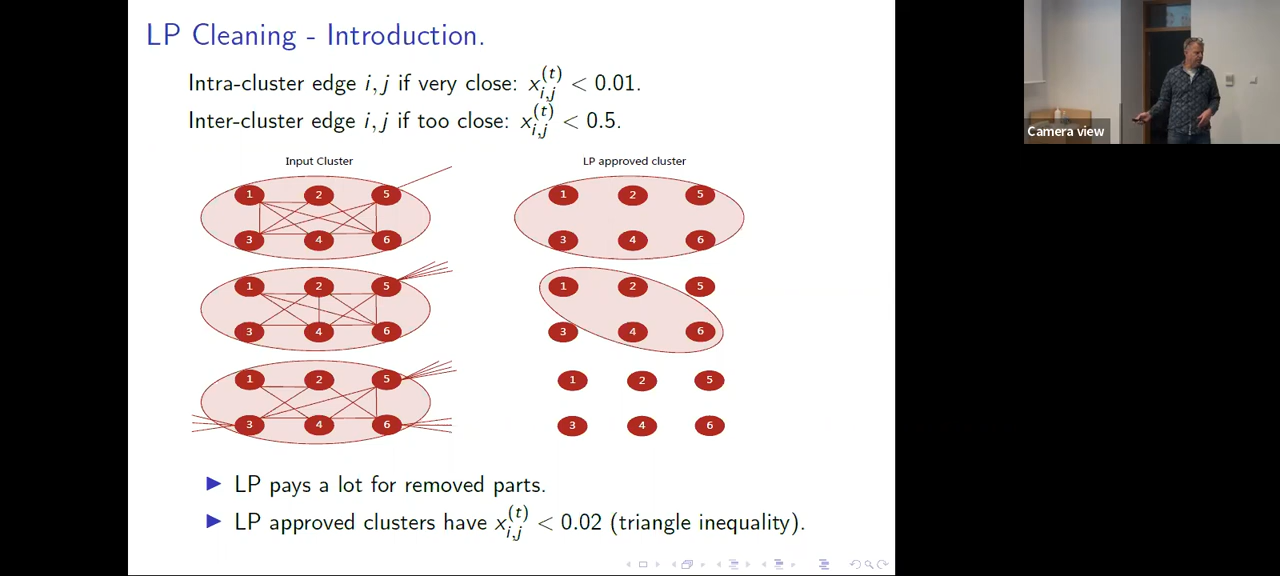 LP Cleaning - Introduction.
Intra-cluster edge i, j if very close: x_{i,j}^{(t)} < 0.01.
Inter-cluster edge i, j if too close: x_{i,j}^{(t)} < 0.5.
Camera view
Input Cluster LP approved cluster
1 2 5 1 2 5
3 4 6 3 4 6
1 2 5 1 2 5
3 4 6 3 4 6
1 2 5 1 2 5
3 4 6 3 4 6
▶ LP pays a lot for removed parts.
▶ LP approved clusters have x_{i,j}^{(t)} < 0.02 (triangle inequality).